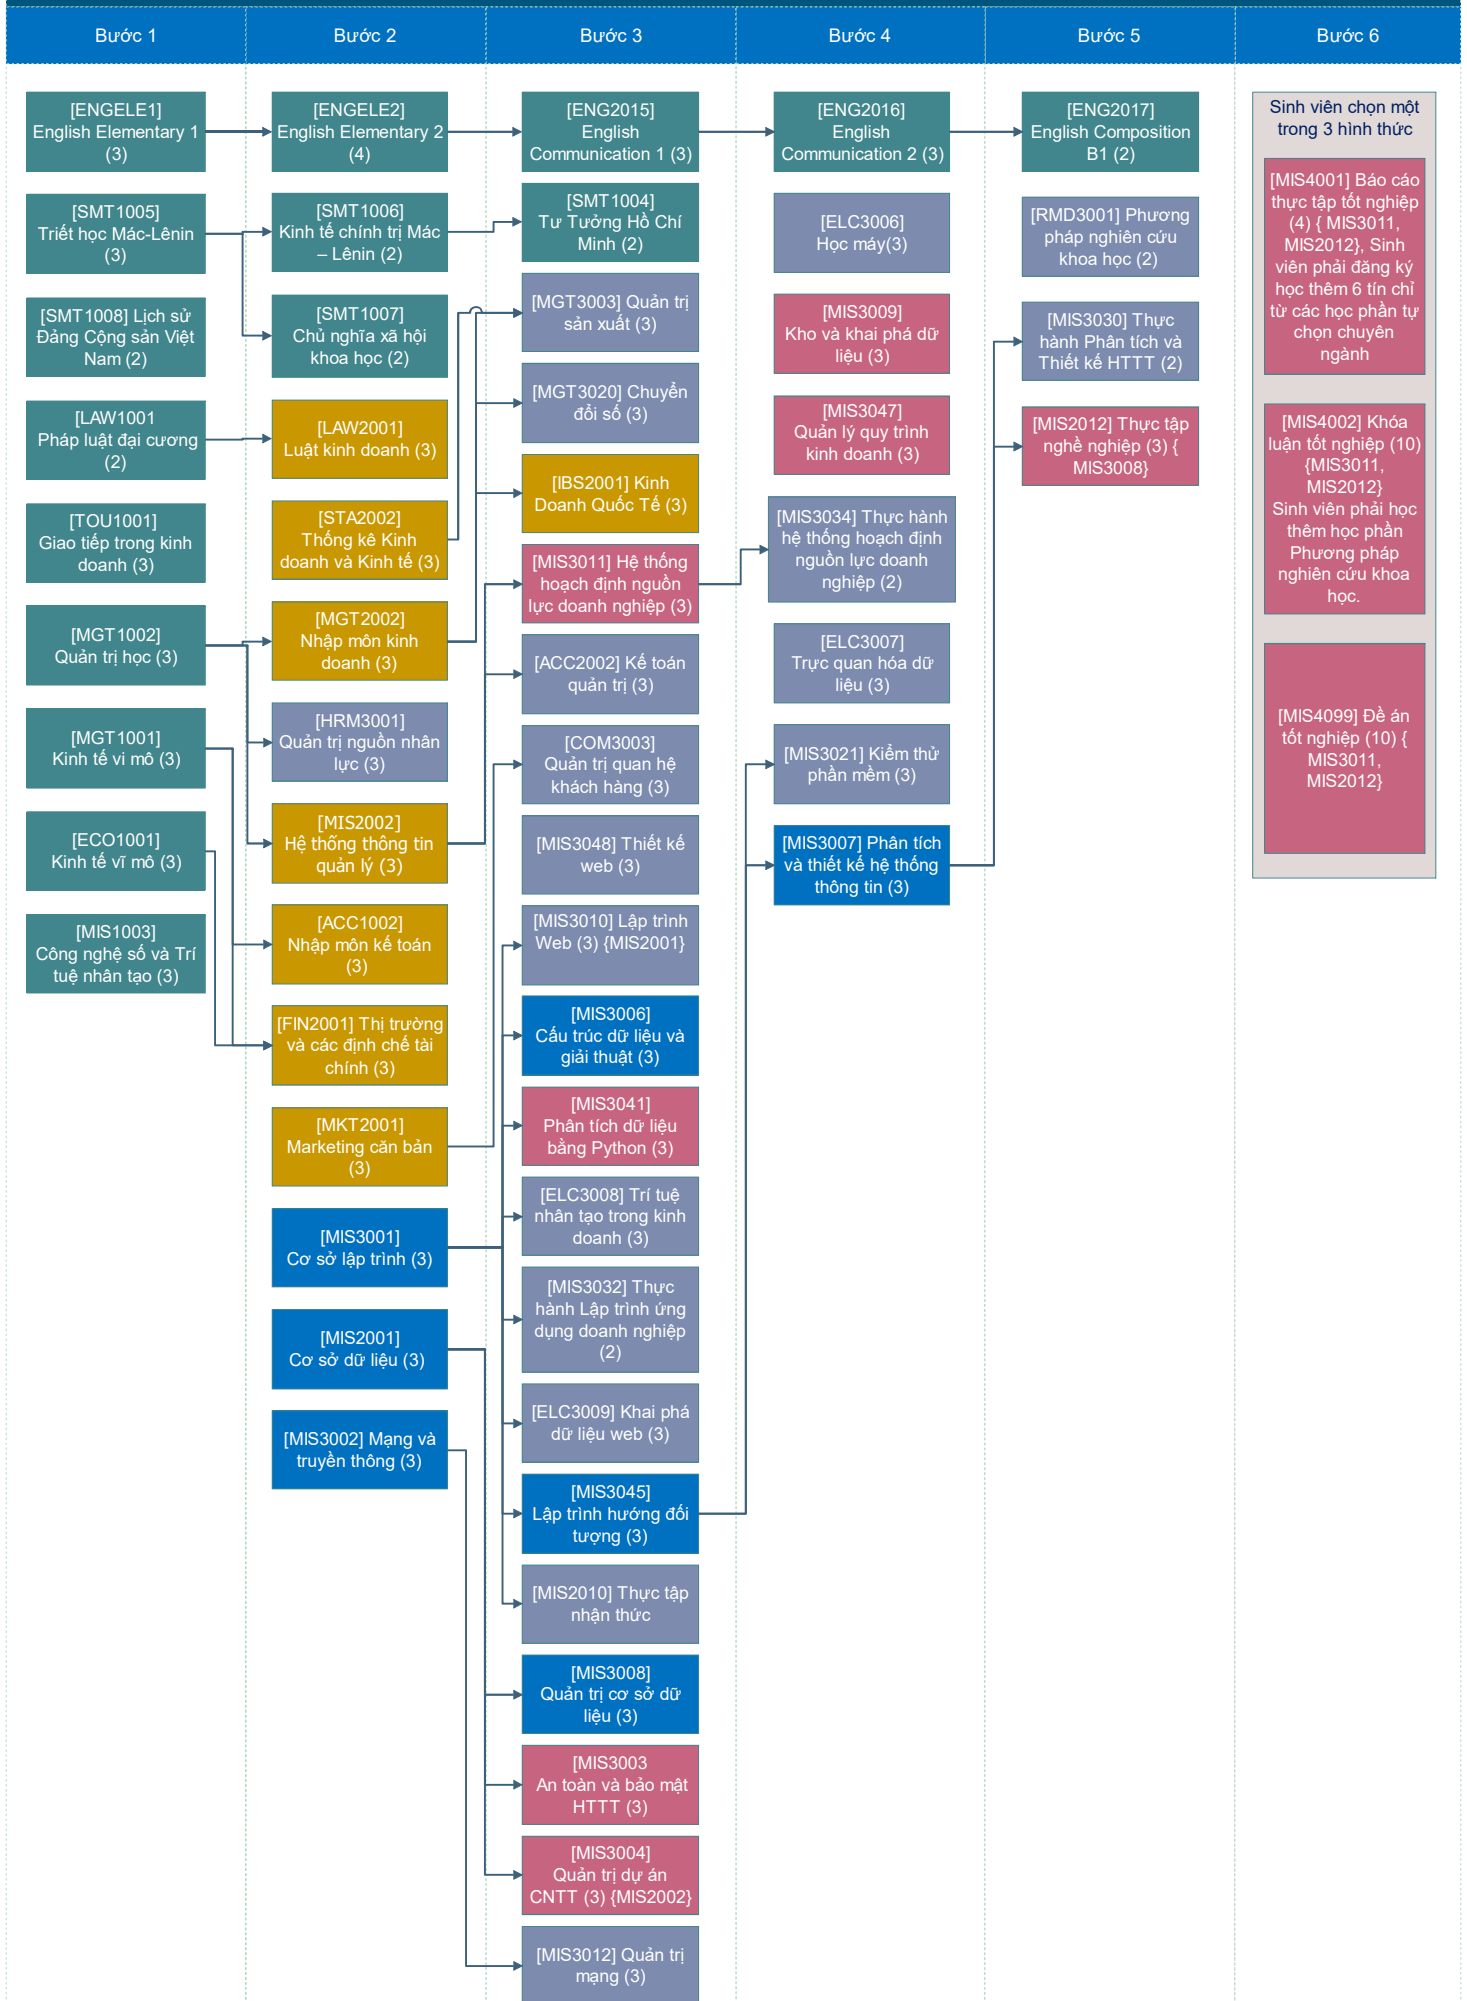 Bước 1
Bước 2
Bước 3
Bước 4
Bước 5
Bước 6
[ENGELE1]
English Elementary 1
(3)
[SMT1005]
Triết học Mác-Lênin
(3)
[SMT1008] Lịch sử
Đảng Cộng sản Việt
Nam (2)
[LAW1001
Pháp luật đại cương
(2)
[TOU1001]
Giao tiếp trong kinh
doanh (3)
[MGT1002]
Quản trị học (3)
[MGT1001]
Kinh tế vi mô (3)
[ECO1001]
Kinh tế vĩ mô (3)
[MIS1003]
Công nghệ số và Trí
tuệ nhân tạo (3)
[ENGELE2]
English Elementary 2
(4)
[SMT1006]
Kinh tế chính trị Mác
– Lênin (2)
[SMT1007]
Chủ nghĩa xã hội
khoa học (2)
[LAW2001]
Luật kinh doanh (3)
[STA2002]
Thống kê Kinh
doanh và Kinh tế (3)
[MGT2002]
Nhập môn kinh
doanh (3)
[HRM3001]
Quản trị nguồn nhân
lực (3)
[MIS2002]
Hệ thống thông tin
quản lý (3)
[ACC1002]
Nhập môn kế toán
(3)
[FIN2001] Thị trường
và các định chế tài
chính (3)
[MKT2001]
Marketing căn bản
(3)
[MIS3001]
Cơ sở lập trình (3)
[MIS2001]
Cơ sở dữ liệu (3)
[MIS3002] Mạng và
truyền thông (3)
[ENG2015]
English
Communication 1 (3)
[SMT1004]
Tư Tưởng Hồ Chí
Minh (2)
[MGT3003] Quản trị
sản xuất (3)
[MGT3020] Chuyển
đổi số (3)
[IBS2001] Kinh
Doanh Quốc Tế (3)
[MIS3011] Hệ thống
hoạch định nguồn
lực doanh nghiệp (3)
[ACC2002] Kế toán
quản trị (3)
[COM3003]
Quản trị quan hệ
khách hàng (3)
[MIS3048] Thiết kế
web (3)
[MIS3010] Lập trình
Web (3) {MIS2001}
[MIS3006]
Cấu trúc dữ liệu và
giải thuật (3)
[MIS3041]
Phân tích dữ liệu
bằng Python (3)
[ELC3008] Trí tuệ
nhân tạo trong kinh
doanh (3)
[MIS3032] Thực
hành Lập trình ứng
dụng doanh nghiệp
(2)
[ELC3009] Khai phá
dữ liệu web (3)
[MIS3045]
Lập trình hướng đối
tượng (3)
[MIS2010] Thực tập
nhận thức
[MIS3008]
Quản trị cơ sở dữ
liệu (3)
[MIS3003
An toàn và bảo mật
HTTT (3)
[MIS3004]
Quản trị dự án
CNTT (3) {MIS2002}
[MIS3012] Quản trị
mạng (3)
[ENG2016]
English
Communication 2 (3)
[ELC3006]
Học máy(3)
[MIS3009]
Kho và khai phá dữ
liệu (3)
[MIS3047]
Quản lý quy trình
kinh doanh (3)
[MIS3034] Thực hành
hệ thống hoạch định
nguồn lực doanh
nghiệp (2)
[ELC3007]
Trực quan hóa dữ
liệu (3)
[MIS3021] Kiểm thử
phần mềm (3)
[MIS3007] Phân tích
và thiết kế hệ thống
thông tin (3)
[ENG2017]
English Composition
B1 (2)
[RMD3001] Phương
pháp nghiên cứu
khoa học (2)
[MIS3030] Thực
hành Phân tích và
Thiết kế HTTT (2)
[MIS2012] Thực tập
nghề nghiệp (3) {
MIS3008}
Sinh viên chọn một
trong 3 hình thức
[MIS4001] Báo cáo
thực tập tốt nghiệp
(4) { MIS3011,
MIS2012}, Sinh
viên phải đăng ký
học thêm 6 tín chỉ
từ các học phần tự
chọn chuyên
ngành
[MIS4002] Khóa
luận tốt nghiệp (10)
{MIS3011,
MIS2012}
Sinh viên phải học
thêm học phần
Phương pháp
nghiên cứu khoa
học.
[MIS4099] Đề án
tốt nghiệp (10) {
MIS3011,
MIS2012}